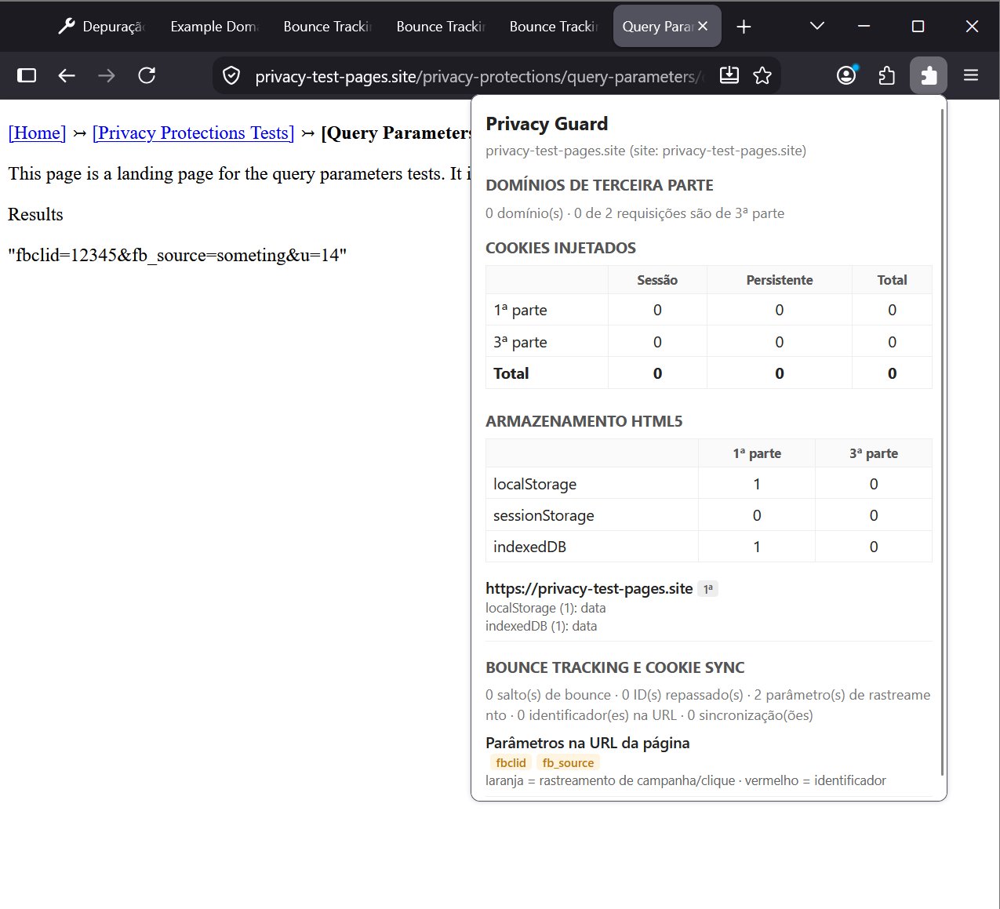 Depuraçã
Example Dom
Bounce Trackin
Bounce Trackin
Bounce Trackin
Query Para
privacy-test-pages.site/privacy-protections/query-parameters/
[Home] ↣ [Privacy Protections Tests] ↣ [Query Parameters
This page is a landing page for the query parameters tests. It i
Results
"fbclid=12345&fb_source=someting&u=14"
Privacy Guard
privacy-test-pages.site (site: privacy-test-pages.site)
DOMÍNIOS DE TERCEIRA PARTE
0 domínio(s) · 0 de 2 requisições são de 3ª parte
COOKIES INJETADOS
Sessão Persistente Total
1ª parte 0 0 0
3ª parte 0 0 0
Total 0 0 0
ARMAZENAMENTO HTML5
1ª parte 3ª parte
localStorage 1 0
sessionStorage 0 0
indexedDB 1 0
https://privacy-test-pages.site 1ª
localStorage (1): data
indexedDB (1): data
BOUNCE TRACKING E COOKIE SYNC
0 salto(s) de bounce · 0 ID(s) repassado(s) · 2 parâmetro(s) de rastreame
nto · 0 identificador(es) na URL · 0 sincronização(ões)
Parâmetros na URL da página
fbclid fb_source
laranja = rastreamento de campanha/clique · vermelho = identificador